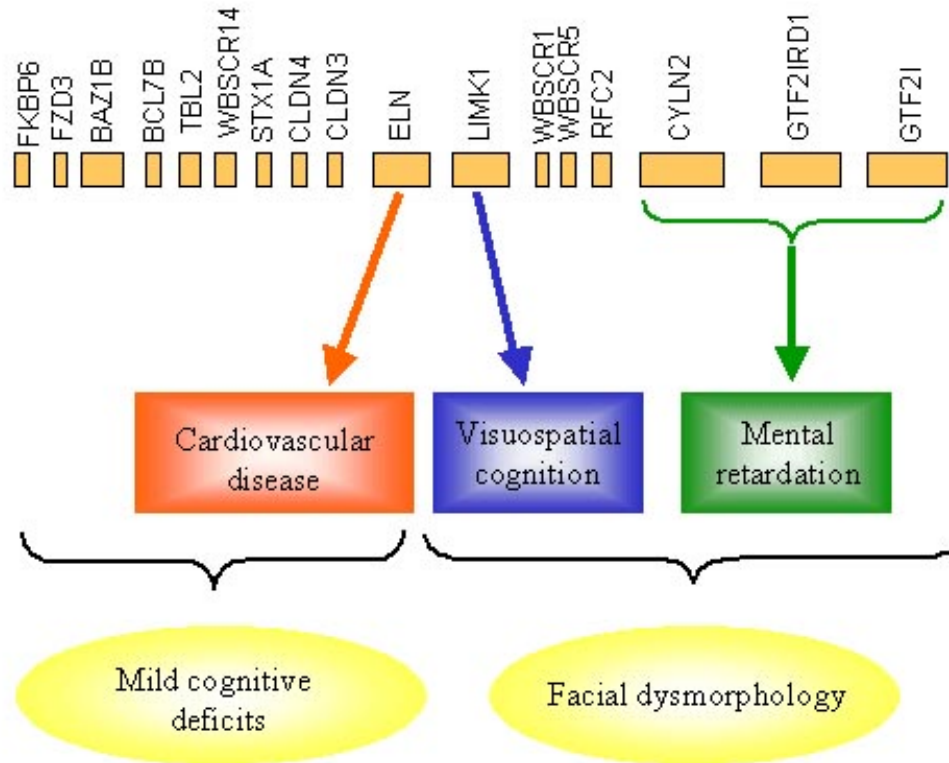 FKBP6
FZD3
BAZ1B
BCL7B
TBL2
WBSCR14
STX1A
CLDN4
CLDN3
ELN
LIMK1
WBSCR1
WBSCR5
RFC2
CYLN2
GTF2IRD1
GTF2I
Cardiovascular
disease
Visuospatial
cognition
Mental
retardation
Mild cognitive
deficits
Facial dysmorphology